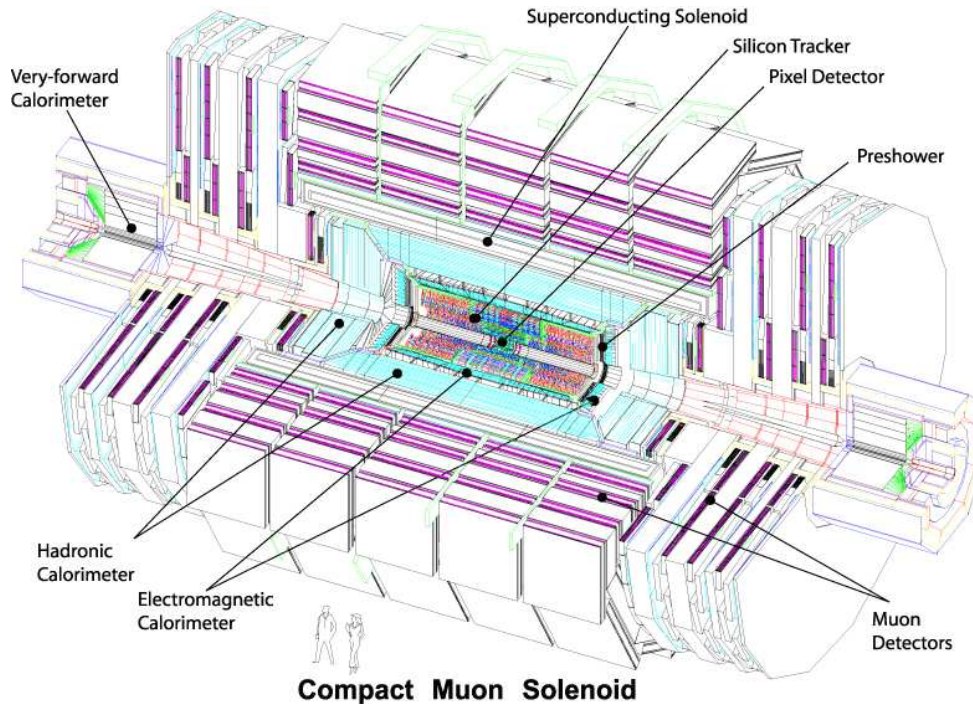 Superconducting Solenoid
Silicon Tracker
Pixel Detector
Very-forward
Calorimeter
Preshower
Hadronic
Calorimeter
Electromagnetic
Calorimeter
Muon
Detectors
Compact Muon Solenoid